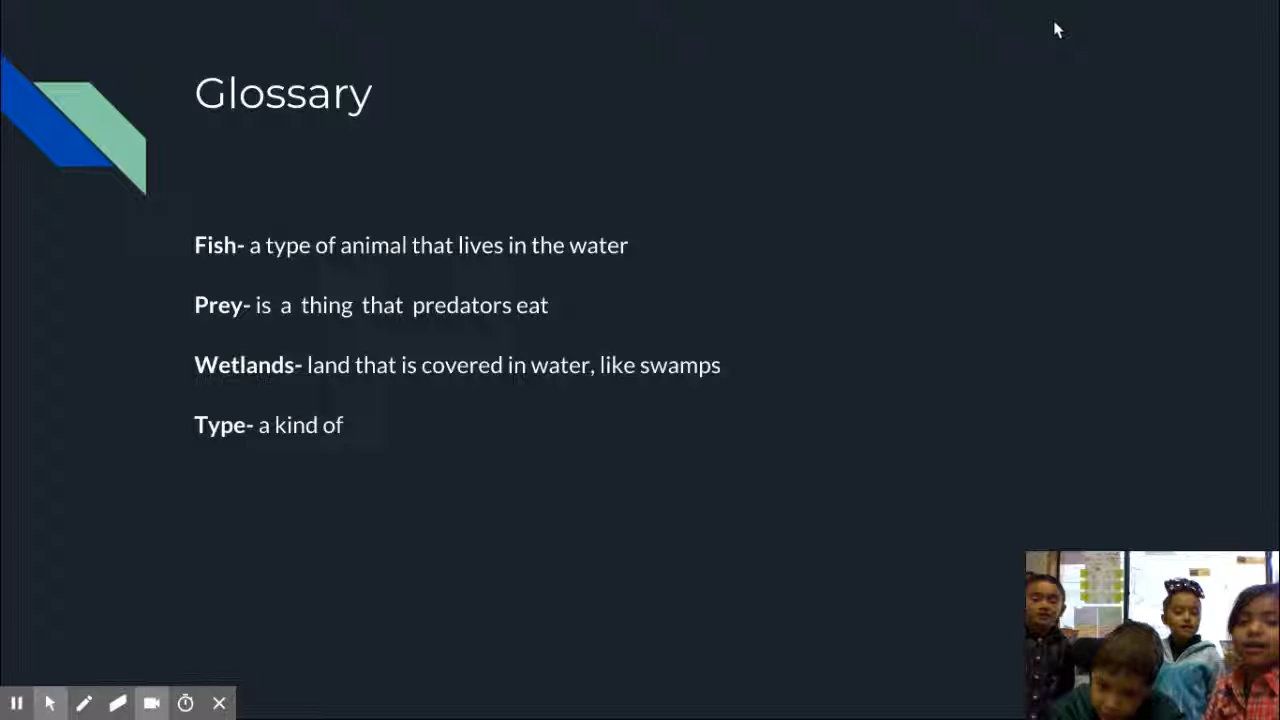 Glossary
Fish- a type of animal that lives in the water
Prey- is a thing that predators eat
Wetlands- land that is covered in water, like swamps
Type- a kind of